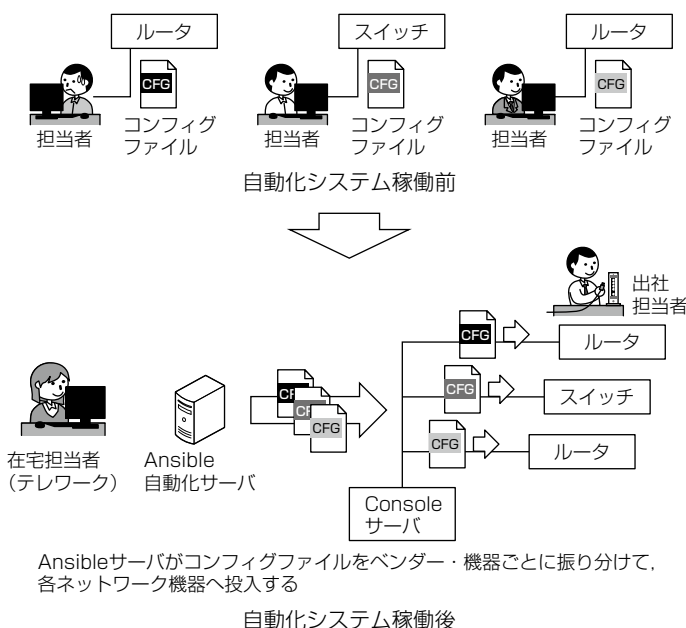 ルータ
スイッチ
ルータ
CFG
CFG
CFG
担当者
コンフィグ
ファイル
担当者
コンフィグ
ファイル
担当者
コンフィグ
ファイル
自動化システム稼働前
出社
担当者
CFG
ルータ
CFG
スイッチ
CFG
CFG
CFG
CFG
ルータ
在宅担当者
（テレワーク）
Ansible
自動化サーバ
Console
サーバ
Ansibleサーバがコンフィグファイルをベンダー・機器ごとに振り分けて，
各ネットワーク機器へ投入する
自動化システム稼働後